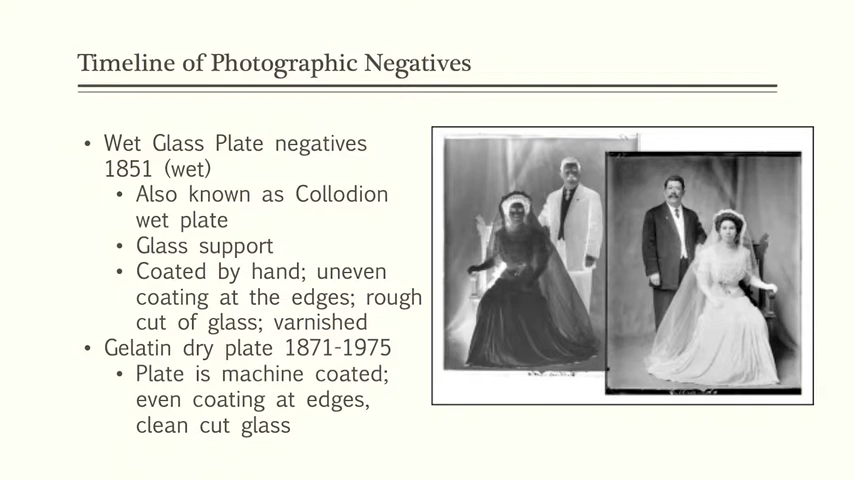 Timeline of Photographic Negatives
• Wet Glass Plate negatives
1851 (wet)
• Also known as Collodion
wet plate
• Glass support
• Coated by hand; uneven
coating at the edges; rough
cut of glass; varnished
• Gelatin dry plate 1871-1975
• Plate is machine coated;
even coating at edges,
clean cut glass